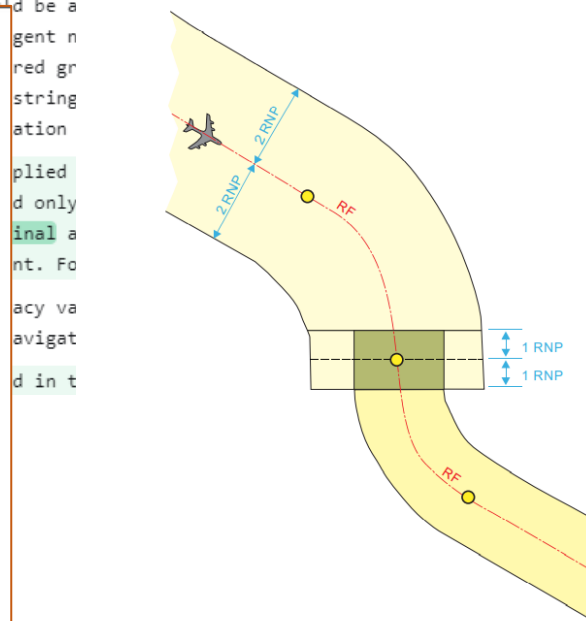 d be a
gent n
red gr
string
ation
plied
d only
inal a
nt. Fo
acy va
avigat
d in t
2 RNP
2 RNP
RF
1 RNP
1 RNP
RF